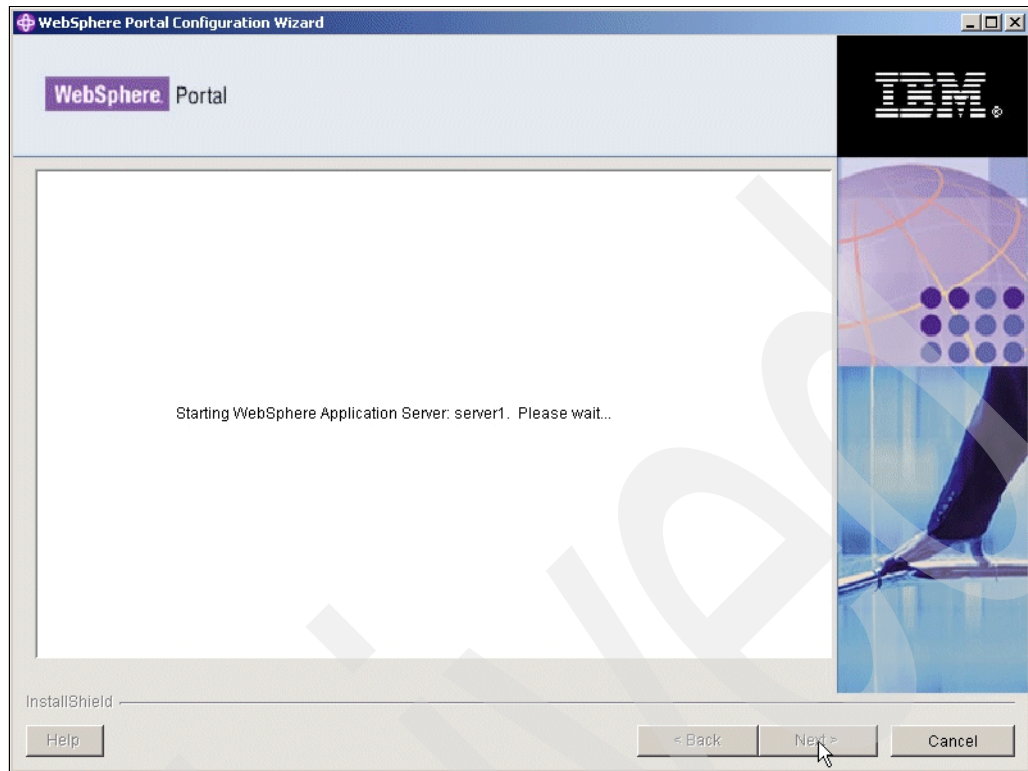 WebSphere Portal Configuration Wizard
WebSphere. Portal
IBM®
Starting WebSphere Application Server: server1. Please wait...
InstallShield
Help
< Back
Next >
Cancel